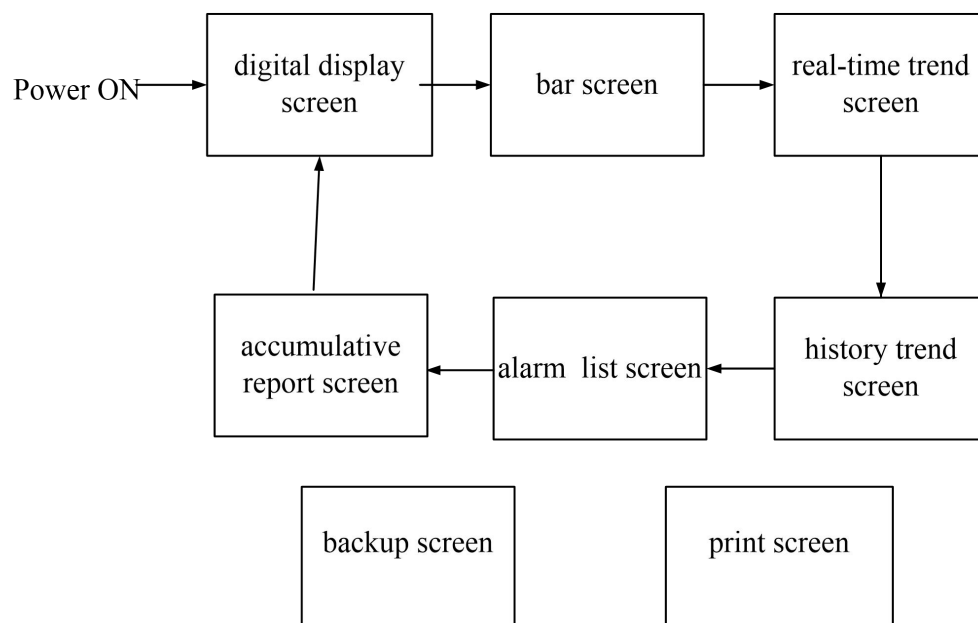 Power ON
digital display
screen
bar screen
real-time trend
screen
accumulative
report screen
alarm list screen
history trend
screen
backup screen
print screen